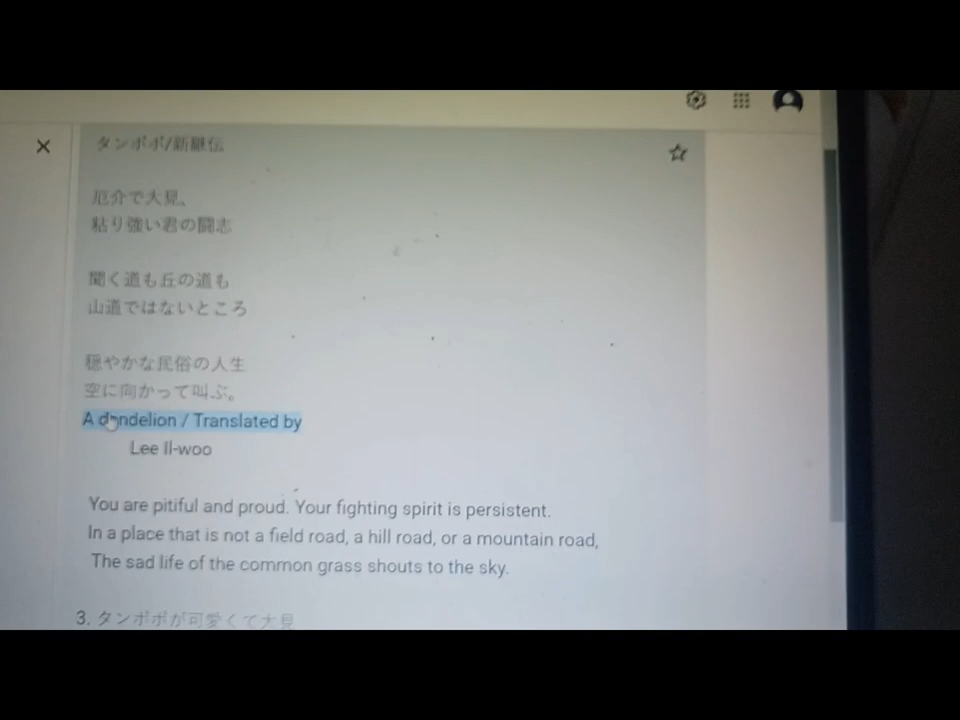 タンポポ/新継伝
厄介で大見、
粘り強い君の闘志
聞く道も丘の道も
山道ではないところ
穏やかな民俗の人生
空に向かって叫ぶ。
A dandelion / Translated by
Lee Il-woo
You are pitiful and proud. Your fighting spirit is persistent.
In a place that is not a field road, a hill road, or a mountain road,
The sad life of the common grass shouts to the sky.
3. タンポポが可愛くて大見